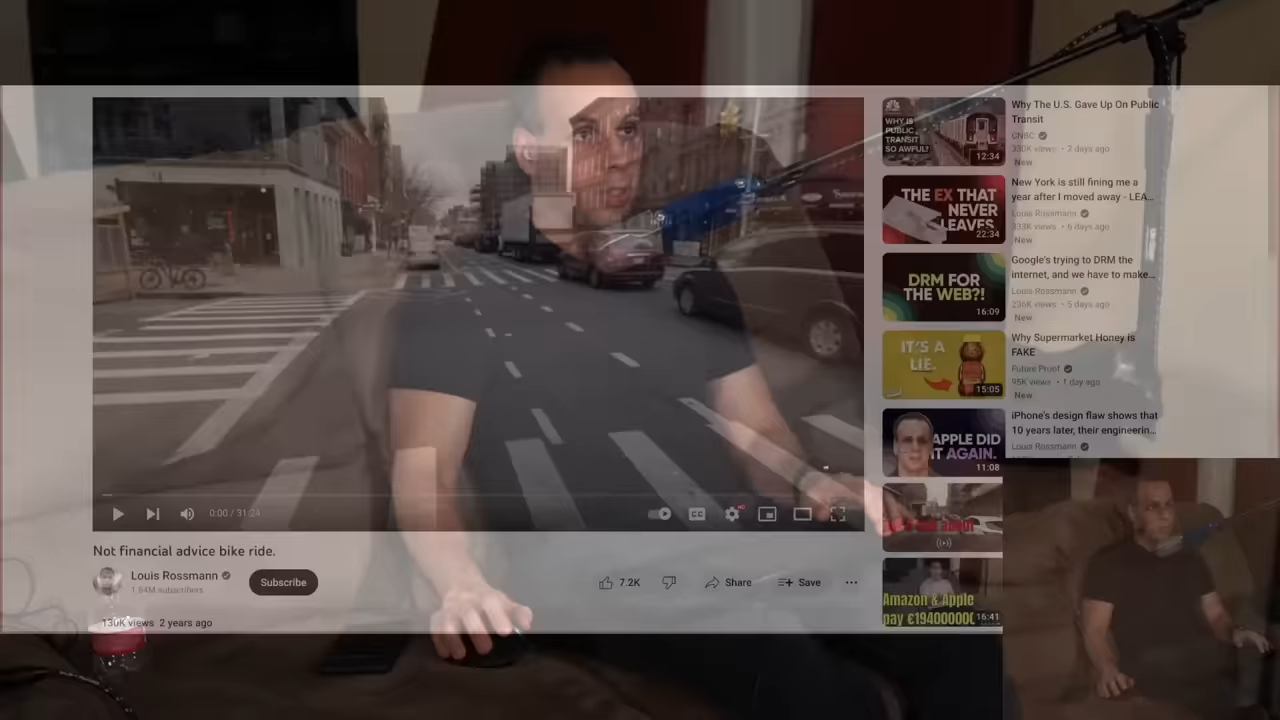 WHY IS
PUBLIC
TRANSIT
SO AWFUL?
12:34
Why The U.S. Gave Up On Public
Transit
CNBC
330K views • 2 days ago
New
THE EX THAT
NEVER
LEAVES.
22:34
New York is still fining me a
year after I moved away - LEA...
Louis Rossmann
333K views • 6 days ago
New
DRM FOR
THE WEB?!
16:09
Google's trying to DRM the
internet, and we have to make...
Louis Rossmann
236K views • 5 days ago
New
IT'S A
LIE.
15:05
Why Supermarket Honey is
FAKE
Future Proof
95K views • 1 day ago
New
APPLE DID
IT AGAIN.
11:08
iPhone's design flaw shows that
10 years later, their engineerin...
Louis Rossmann
about
Amazon & Apple
pay €19400000(
16:41
0:00 / 31:24
CC
HD
Not financial advice bike ride.
Louis Rossmann
1.84M subscribers
Subscribe
7.2K
Share
Save
130K views 2 years ago